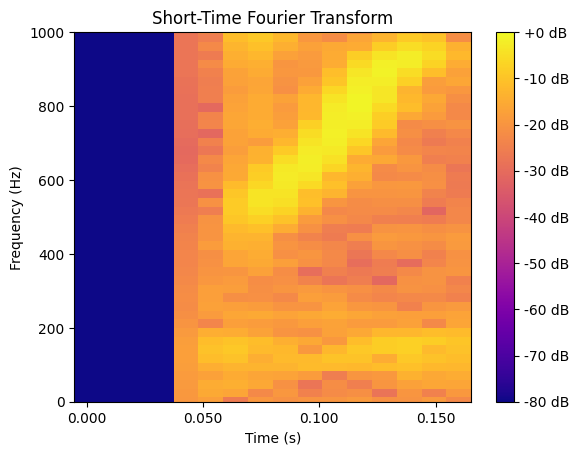 Short-Time Fourier Transform
1000
800
600
400
200
0
Frequency (Hz)
0.000
0.050
0.100
0.150
Time (s)
+0 dB
-10 dB
-20 dB
-30 dB
-40 dB
-50 dB
-60 dB
-70 dB
-80 dB